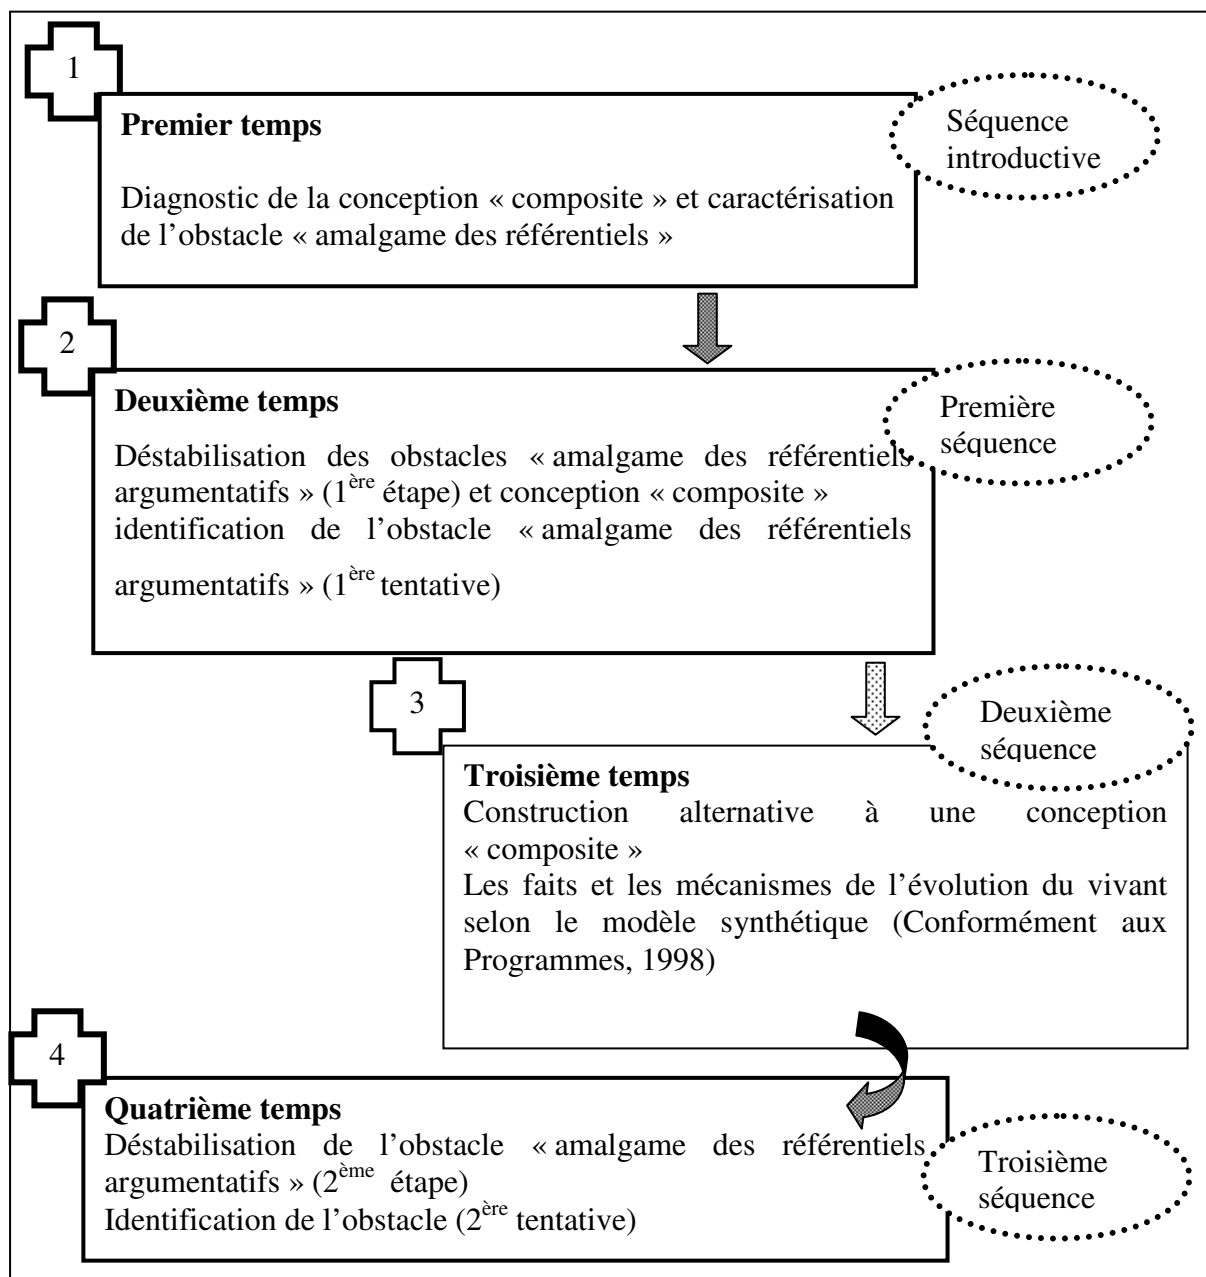 1
Premier temps
Séquence
introductive
Diagnostic de la conception « composite » et caractérisation
de l’obstacle « amalgame des référentiels »
2
Deuxième temps
Première
séquence
Déstabilisation des obstacles « amalgame des référentiels
argumentatifs » (1ère étape) et conception « composite »
identification de l’obstacle « amalgame des référentiels
argumentatifs » (1ère tentative)
3
Deuxième
séquence
Troisième temps
Construction alternative à une conception
« composite »
Les faits et les mécanismes de l’évolution du vivant
selon le modèle synthétique (Conformément aux
Programmes, 1998)
4
Quatrième temps
Déstabilisation de l’obstacle « amalgame des référentiels
argumentatifs » (2ème étape)
Identification de l’obstacle (2ère tentative)
Troisième
séquence